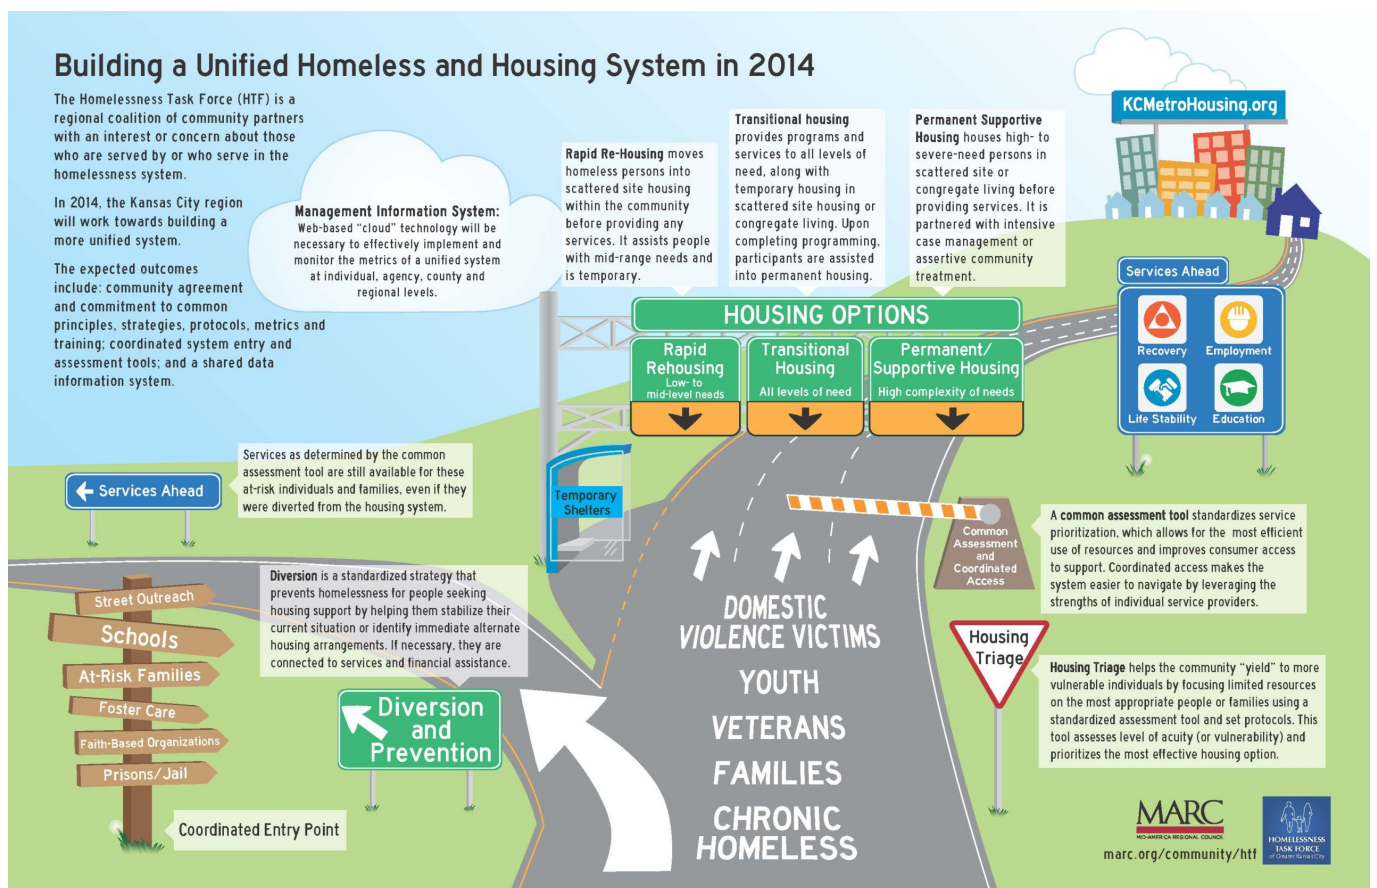 Building a Unified Homeless and Housing System in 2014
The Homelessness Task Force (HTF) is a
regional coalition of community partners
with an interest or concern about those
who are served by or who serve in the
homelessness system.
In 2014, the Kansas City region
will work towards building a
more unified system.
The expected outcomes
include: community agreement
and commitment to common
principles, strategies, protocols, metrics and
training; coordinated system entry and
assessment tools; and a shared data
information system.
Management Information System:
Web-based “cloud” technology will be
necessary to effectively implement and
monitor the metrics of a unified system
at individual, agency, county and
regional levels.
Rapid Re-Housing moves
homeless persons into
scattered site housing
within the community
before providing any
services. It assists people
with mid-range needs and
is temporary.
Transitional housing
provides programs and
services to all levels of
need, along with
temporary housing in
scattered site housing or
congregate living. Upon
completing programming,
participants are assisted
into permanent housing.
Permanent Supportive
Housing houses high- to
severe-need persons in
scattered site or
congregate living before
providing services. It is
partnered with intensive
case management or
assertive community
treatment.
KCMetroHousing.org
HOUSING OPTIONS
Rapid
Rehousing
Low- to
mid-level needs
Transitional
Housing
All levels of need
Permanent/
Supportive Housing
High complexity of needs
Services Ahead
Recovery
Employment
Life Stability
Education
Services Ahead
Services as determined by the common
assessment tool are still available for these
at-risk individuals and families, even if they
were diverted from the housing system.
Temporary
Shelters
Common
Assessment
and
Coordinated
Access
A common assessment tool standardizes service
prioritization, which allows for the most efficient
use of resources and improves consumer access
to support. Coordinated access makes the
system easier to navigate by leveraging the
strengths of individual service providers.
Diversion is a standardized strategy that
prevents homelessness for people seeking
housing support by helping them stabilize their
current situation or identify immediate alternate
housing arrangements. If necessary, they are
connected to services and financial assistance.
Street Outreach
Schools
At-Risk Families
Foster Care
Faith-Based Organizations
Prisons/Jail
Coordinated Entry Point
Diversion
and
Prevention
DOMESTIC
VIOLENCE VICTIMS
YOUTH
VETERANS
FAMILIES
CHRONIC
HOMELESS
Housing
Triage
Housing Triage helps the community “yield” to more
vulnerable individuals by focusing limited resources
on the most appropriate people or families using a
standardized assessment tool and set protocols. This
tool assesses level of acuity (or vulnerability) and
prioritizes the most effective housing option.
MARC
MID-AMERICA REGIONAL COUNCIL
marc.org/community/htf
HOMELESSNESS
TASK FORCE
of Greater Kansas City